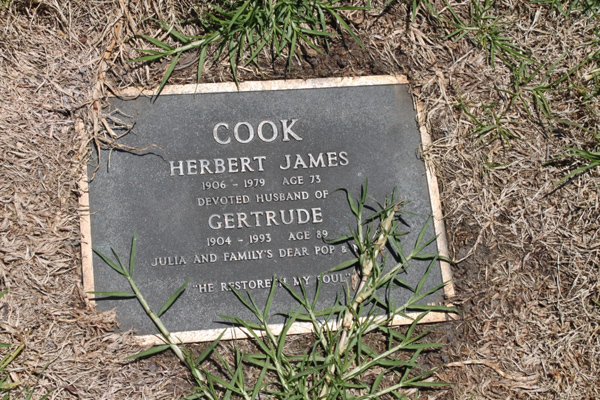 COOK
HERBERT JAMES
1906 - 1979 AGE 73
DEVOTED HUSBAND OF
GERTRUDE
1904 - 1993 AGE 89
JULIA AND FAMILY'S DEAR POP &
"HE RESTORETH MY SOUL"